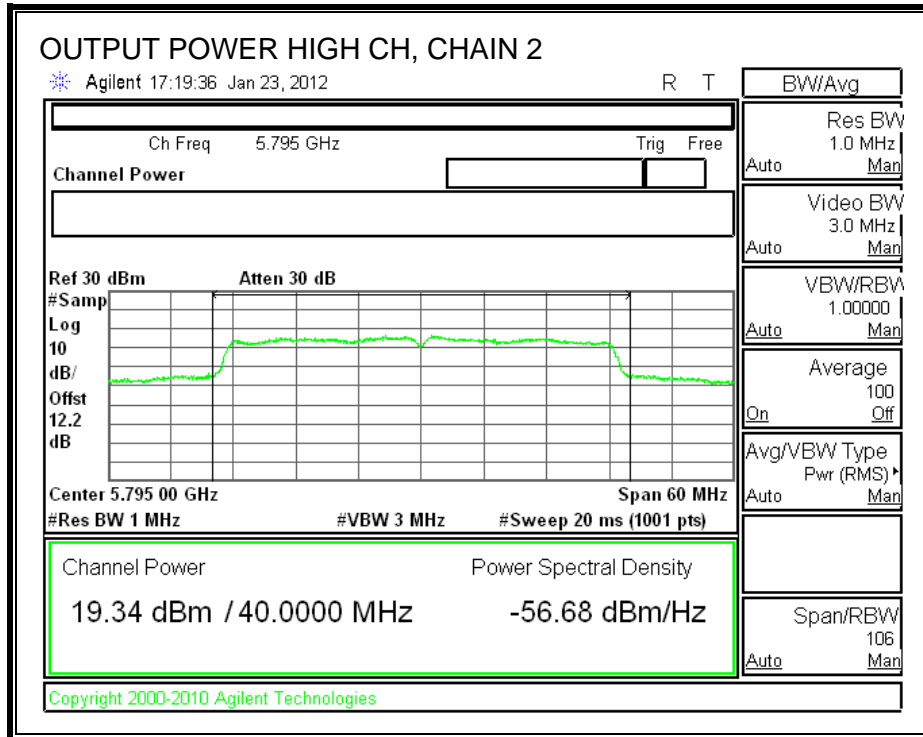 OUTPUT POWER HIGH CH, CHAIN 2
Agilent 17:19:36 Jan 23, 2012 R T
Ch Freq 5.795 GHz Trig Free
Channel Power
Ref 30 dBm Atten 30 dB
#Samp
Log
10
dB/
Offst
12.2
dB
Center 5.795 00 GHz Span 60 MHz
#Res BW 1 MHz #VBW 3 MHz #Sweep 20 ms (1001 pts)
Channel Power Power Spectral Density
19.34 dBm / 40.0000 MHz -56.68 dBm/Hz
Copyright 2000-2010 Agilent Technologies
BW/Avg
Res BW
1.0 MHz
Auto Man
Video BW
3.0 MHz
Auto Man
VBW/RBW
1.00000
Auto Man
Average
100
On Off
Avg/VBW Type
Pwr (RMS)
Auto Man
Span/RBW
106
Auto Man